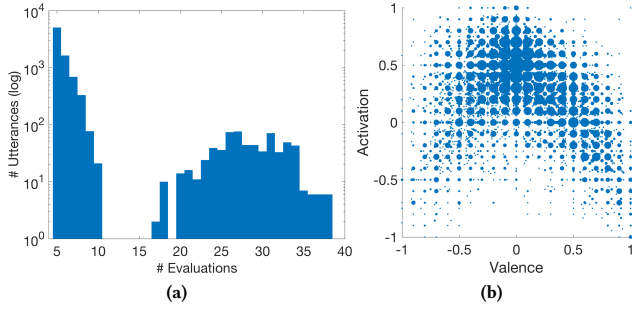 10^4
10^3
10^2
10^1
10^0
# Utterances (log)
5 10 15 20 25 30 35 40
# Evaluations
(a)
1
0.5
0
-0.5
-1
Activation
-1 -0.5 0 0.5 1
Valence
(b)